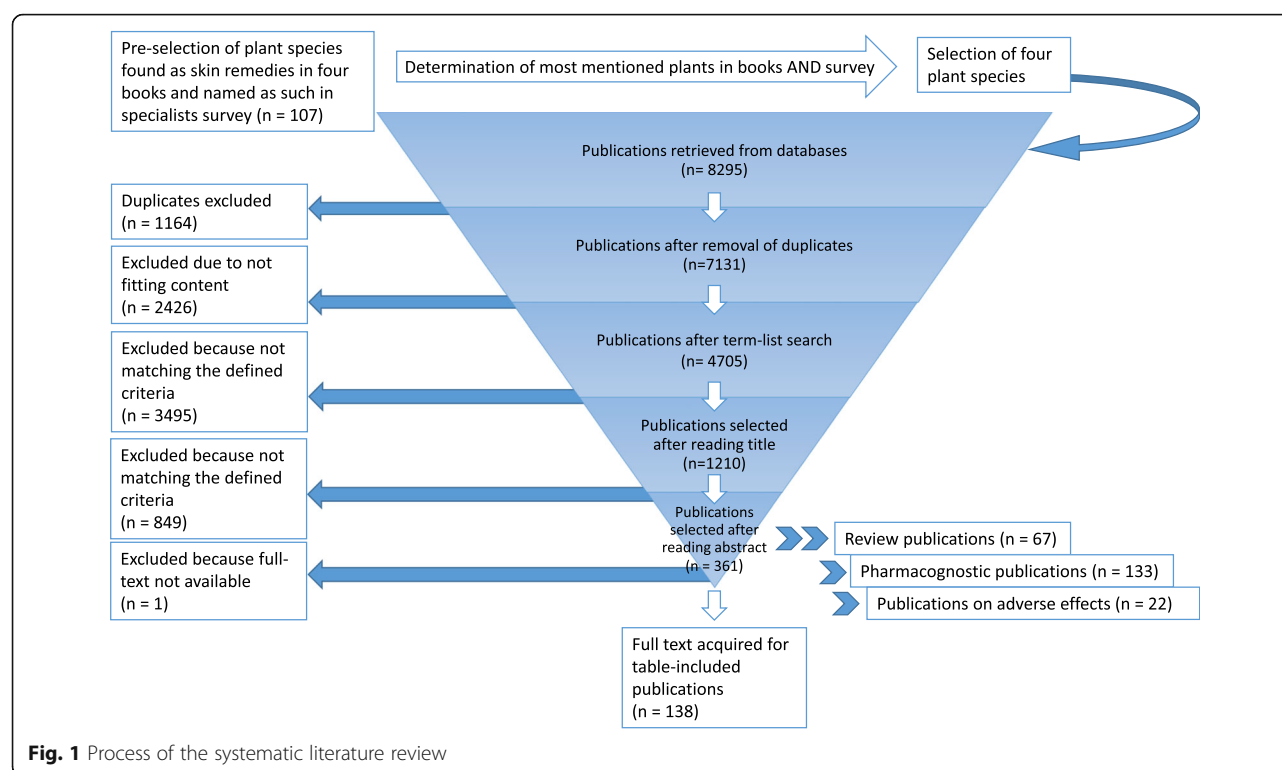 Pre-selection of plant species
found as skin remedies in four
books and named as such in
specialists survey (n = 107)
Determination of most mentioned plants in books AND survey
Selection of four
plant species
Publications retrieved from databases
(n= 8295)
Duplicates excluded
(n = 1164)
Publications after removal of duplicates
(n=7131)
Excluded due to not
fitting content
(n = 2426)
Publications after term-list search
(n= 4705)
Excluded because not
matching the defined
criteria
(n = 3495)
Publications selected
after reading title
(n=1210)
Excluded because not
matching the defined
criteria
(n = 849)
Publications
selected after
reading abstract
(n = 361)
Review publications (n = 67)
Pharmacognostic publications (n = 133)
Publications on adverse effects (n = 22)
Excluded because full-
text not available
(n = 1)
Full text acquired for
table-included
publications
(n = 138)
Fig. 1 Process of the systematic literature review